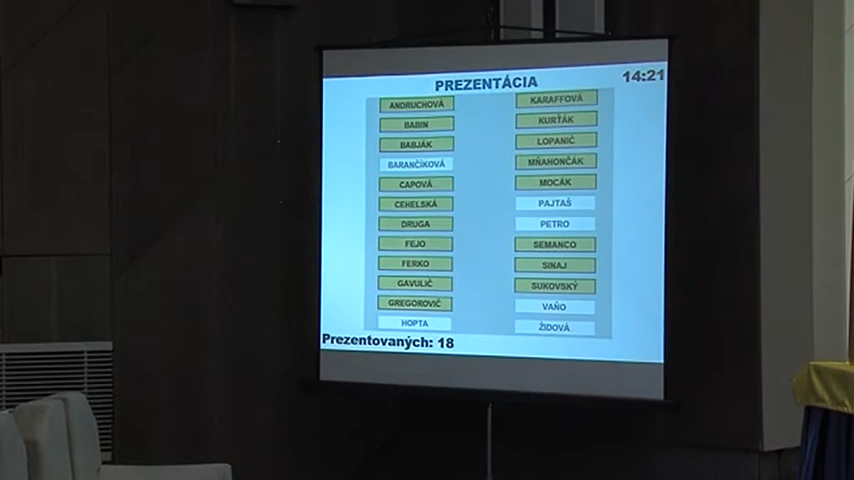 PREZENTÁCIA
14:21
ANDRUCHOVÁ
BABIN
BABJÁK
BARANČÍKOVÁ
CAPOVÁ
CEHELSKÁ
DRUGA
FEJO
FERKO
GAVULIČ
GREGOROVIČ
HOPTA
KARAFFOVÁ
KURŤÁK
LOPANIČ
MŇAHONČÁK
MOCÁK
PAJTAŠ
PETRO
SEMANCO
SINAJ
SUKOVSKÝ
VAŇO
ŽIDOVÁ
Prezentovaných: 18